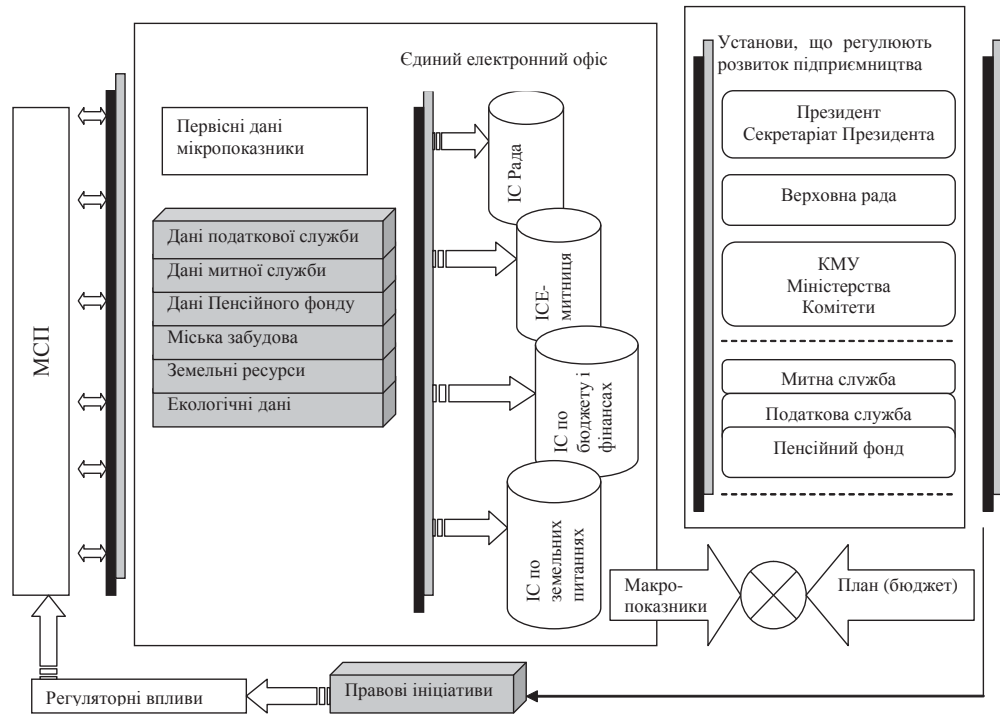 МСП
Єдиний електронний офіс
Первісні дані
мікропоказники
Дані податкової служби
Дані митної служби
Дані Пенсійного фонду
Міська забудова
Земельні ресурси
Екологічні дані
ІС Рада
ІСЕ-
митниця
ІС по
бюджету і
фінансах
ІС по
земельних
питаннях
Установи, що регулюють
розвиток підприємництва
Президент
Секретаріат Президента
Верховна рада
КМУ
Міністерства
Комітети
Митна служба
Податкова служба
Пенсійний фонд
Макро-
показники
План (бюджет)
Регуляторні впливи
Правові ініціативи